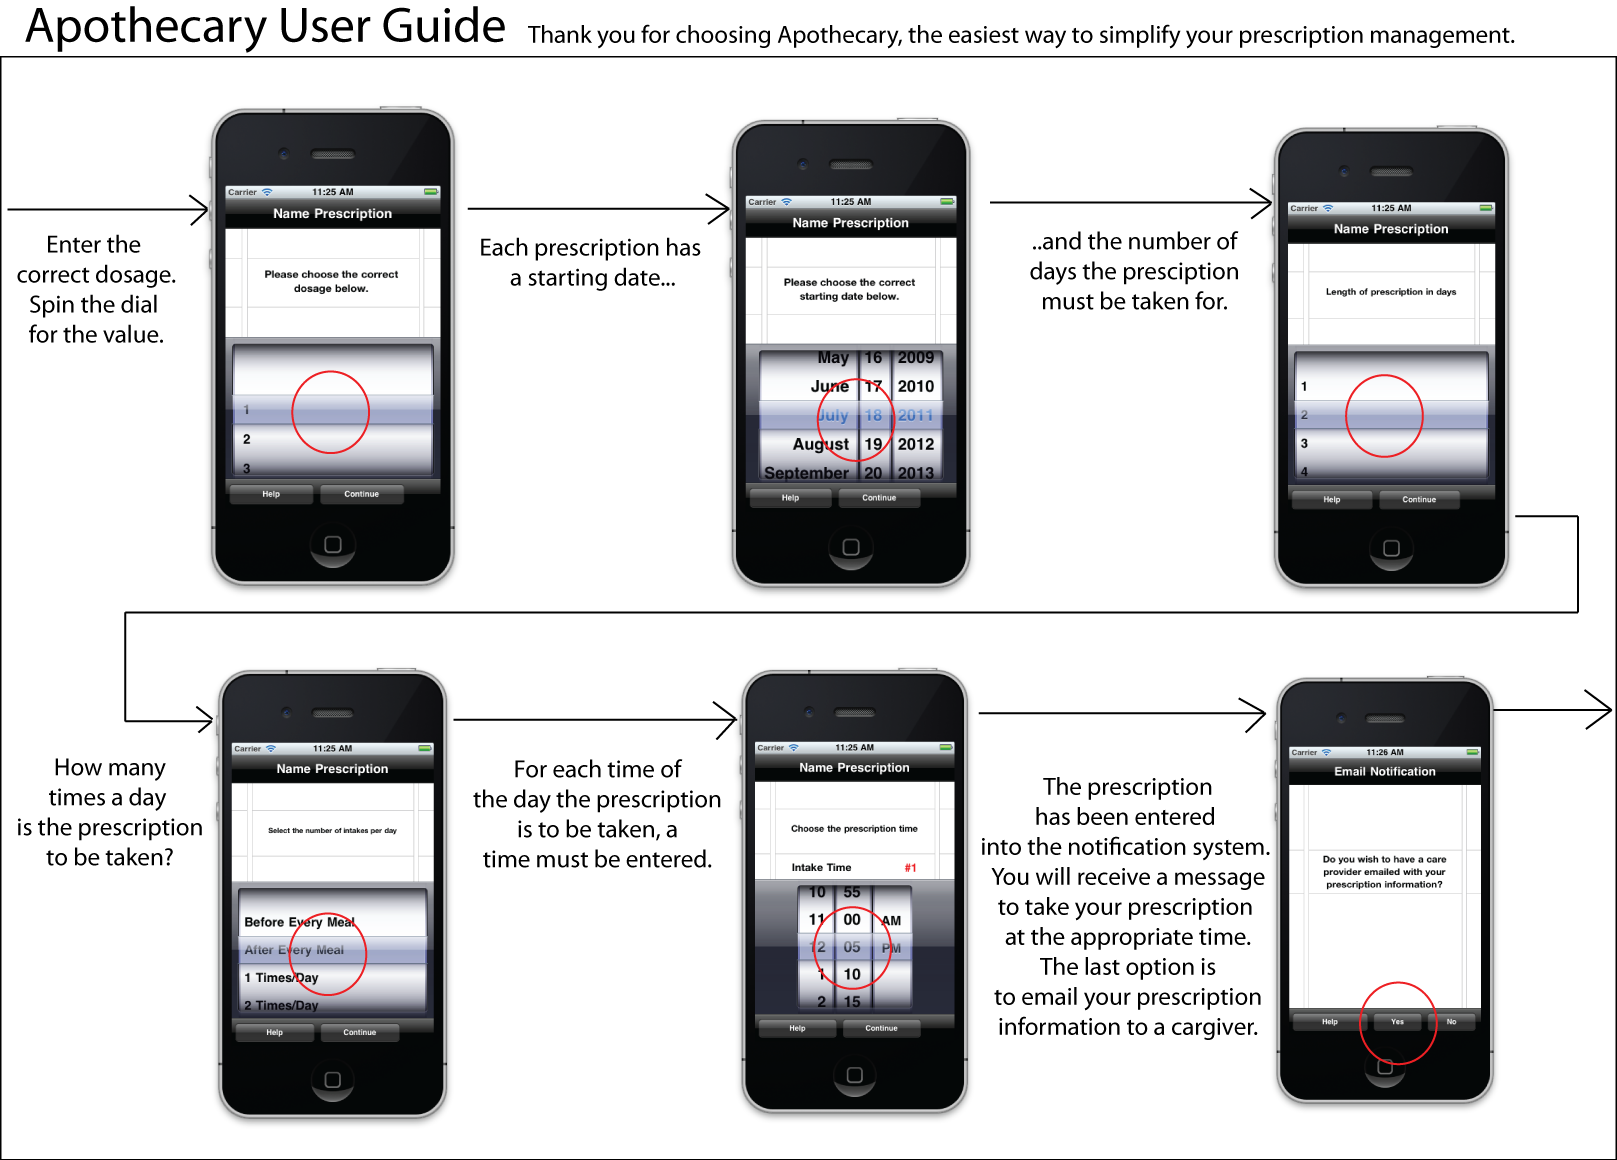 Apothecary User Guide Thank you for choosing Apothecary, the easiest way to simplify your prescription management.
Enter the
correct dosage.
Spin the dial
for the value.
Carrier 11:25 AM
Name Prescription
Please choose the correct
dosage below.
1
2
3
Help Continue
Each prescription has
a starting date...
Carrier 11:25 AM
Name Prescription
Please choose the correct
starting date below.
May 16 2009
June 17 2010
July 18 2011
August 19 2012
September 20 2013
Help Continue
..and the number of
days the presciption
must be taken for.
Carrier 11:25 AM
Name Prescription
Length of prescription in days
1
2
3
4
Help Continue
How many
times a day
is the prescription
to be taken?
Carrier 11:25 AM
Name Prescription
Select the number of intakes per day
Before Every Meal
After Every Meal
1 Times/Day
2 Times/Day
Help Continue
For each time of
the day the prescription
is to be taken, a
time must be entered.
Carrier 11:25 AM
Name Prescription
Choose the prescription time
Intake Time #1
10 55
11 00 AM
12 05 PM
1 10
2 15
Help Continue
The prescription
has been entered
into the notification system.
You will receive a message
to take your prescription
at the appropriate time.
The last option is
to email your prescription
information to a cargiver.
Carrier 11:26 AM
Email Notification
Do you wish to have a care
provider emailed with your
prescription information?
Help Yes No